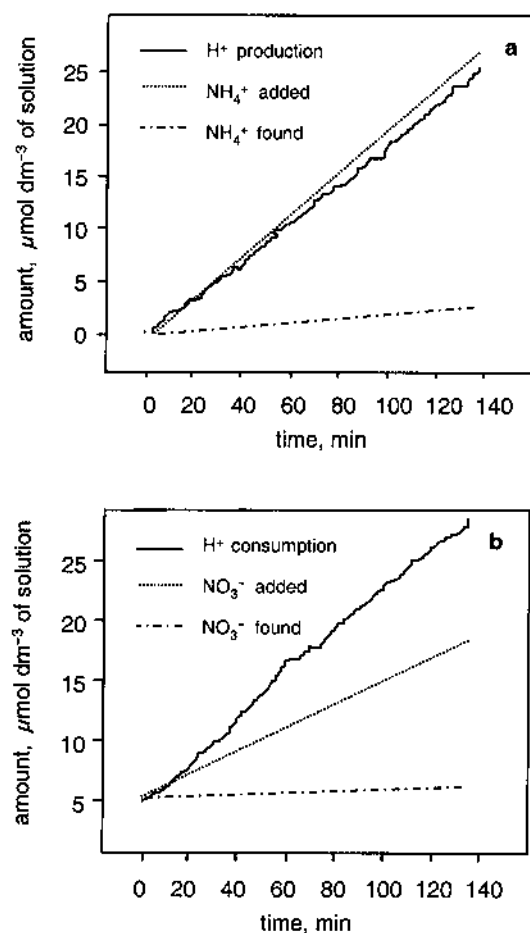 a
H⁺ production
NH₄⁺ added
NH₄⁺ found
25
20
15
10
5
0
amount, μmol dm⁻³ of solution
0 20 40 60 80 100 120 140
time, min
b
H⁺ consumption
NO₃⁻ added
NO₃⁻ found
25
20
15
10
5
amount, μmol dm⁻³ of solution
0 20 40 60 80 100 120 140
time, min